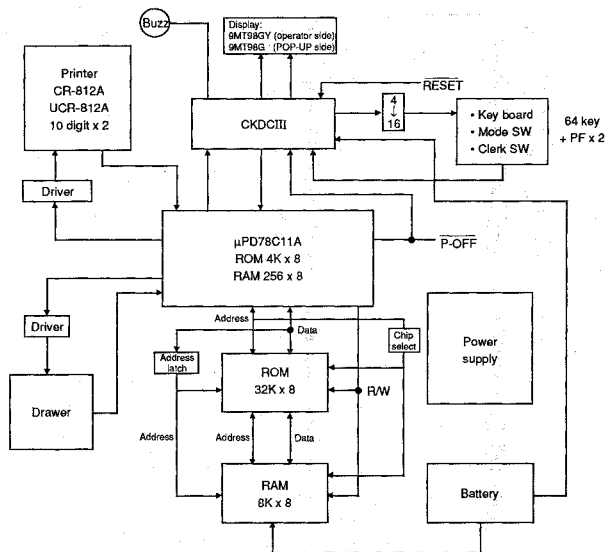 Buzz
Display:
9MT98GY (operator side)
9MT98G (POP-UP side)
Printer
CR-812A
UCR-812A
10 digit x 2
CKDCIII
RESET
4
↓
16
• Key board
• Mode SW
• Clerk SW
64 key
+ PF x 2
Driver
µPD78C11A
ROM 4K x 8
RAM 256 x 8
P-OFF
Driver
Address
Data
Chip
select
Address
latch
ROM
32K x 8
R/W
Power
supply
Drawer
Address
Address
Data
RAM
8K x 8
Battery